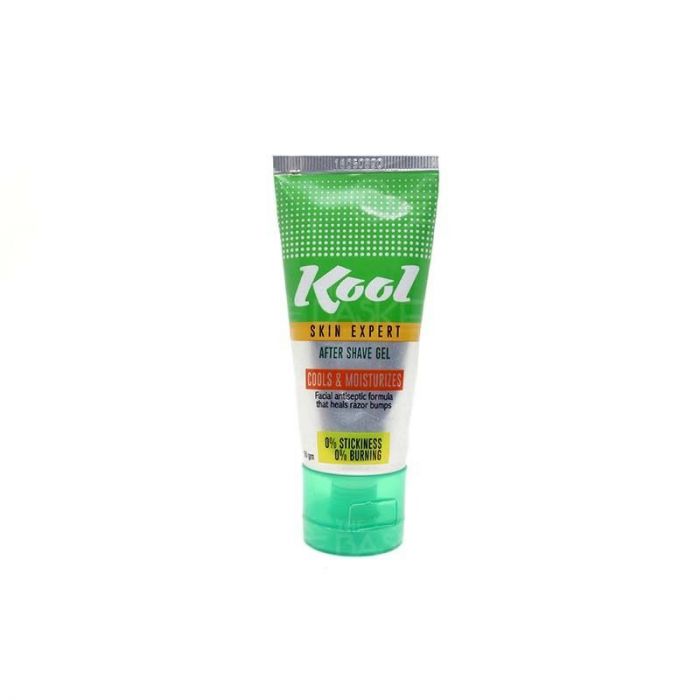 Kool
SKIN EXPERT
AFTER SHAVE GEL
COOLS & MOISTURIZES
Facial antiseptic formula
that heals razor bumps
0% STICKINESS
0% BURNING
gm